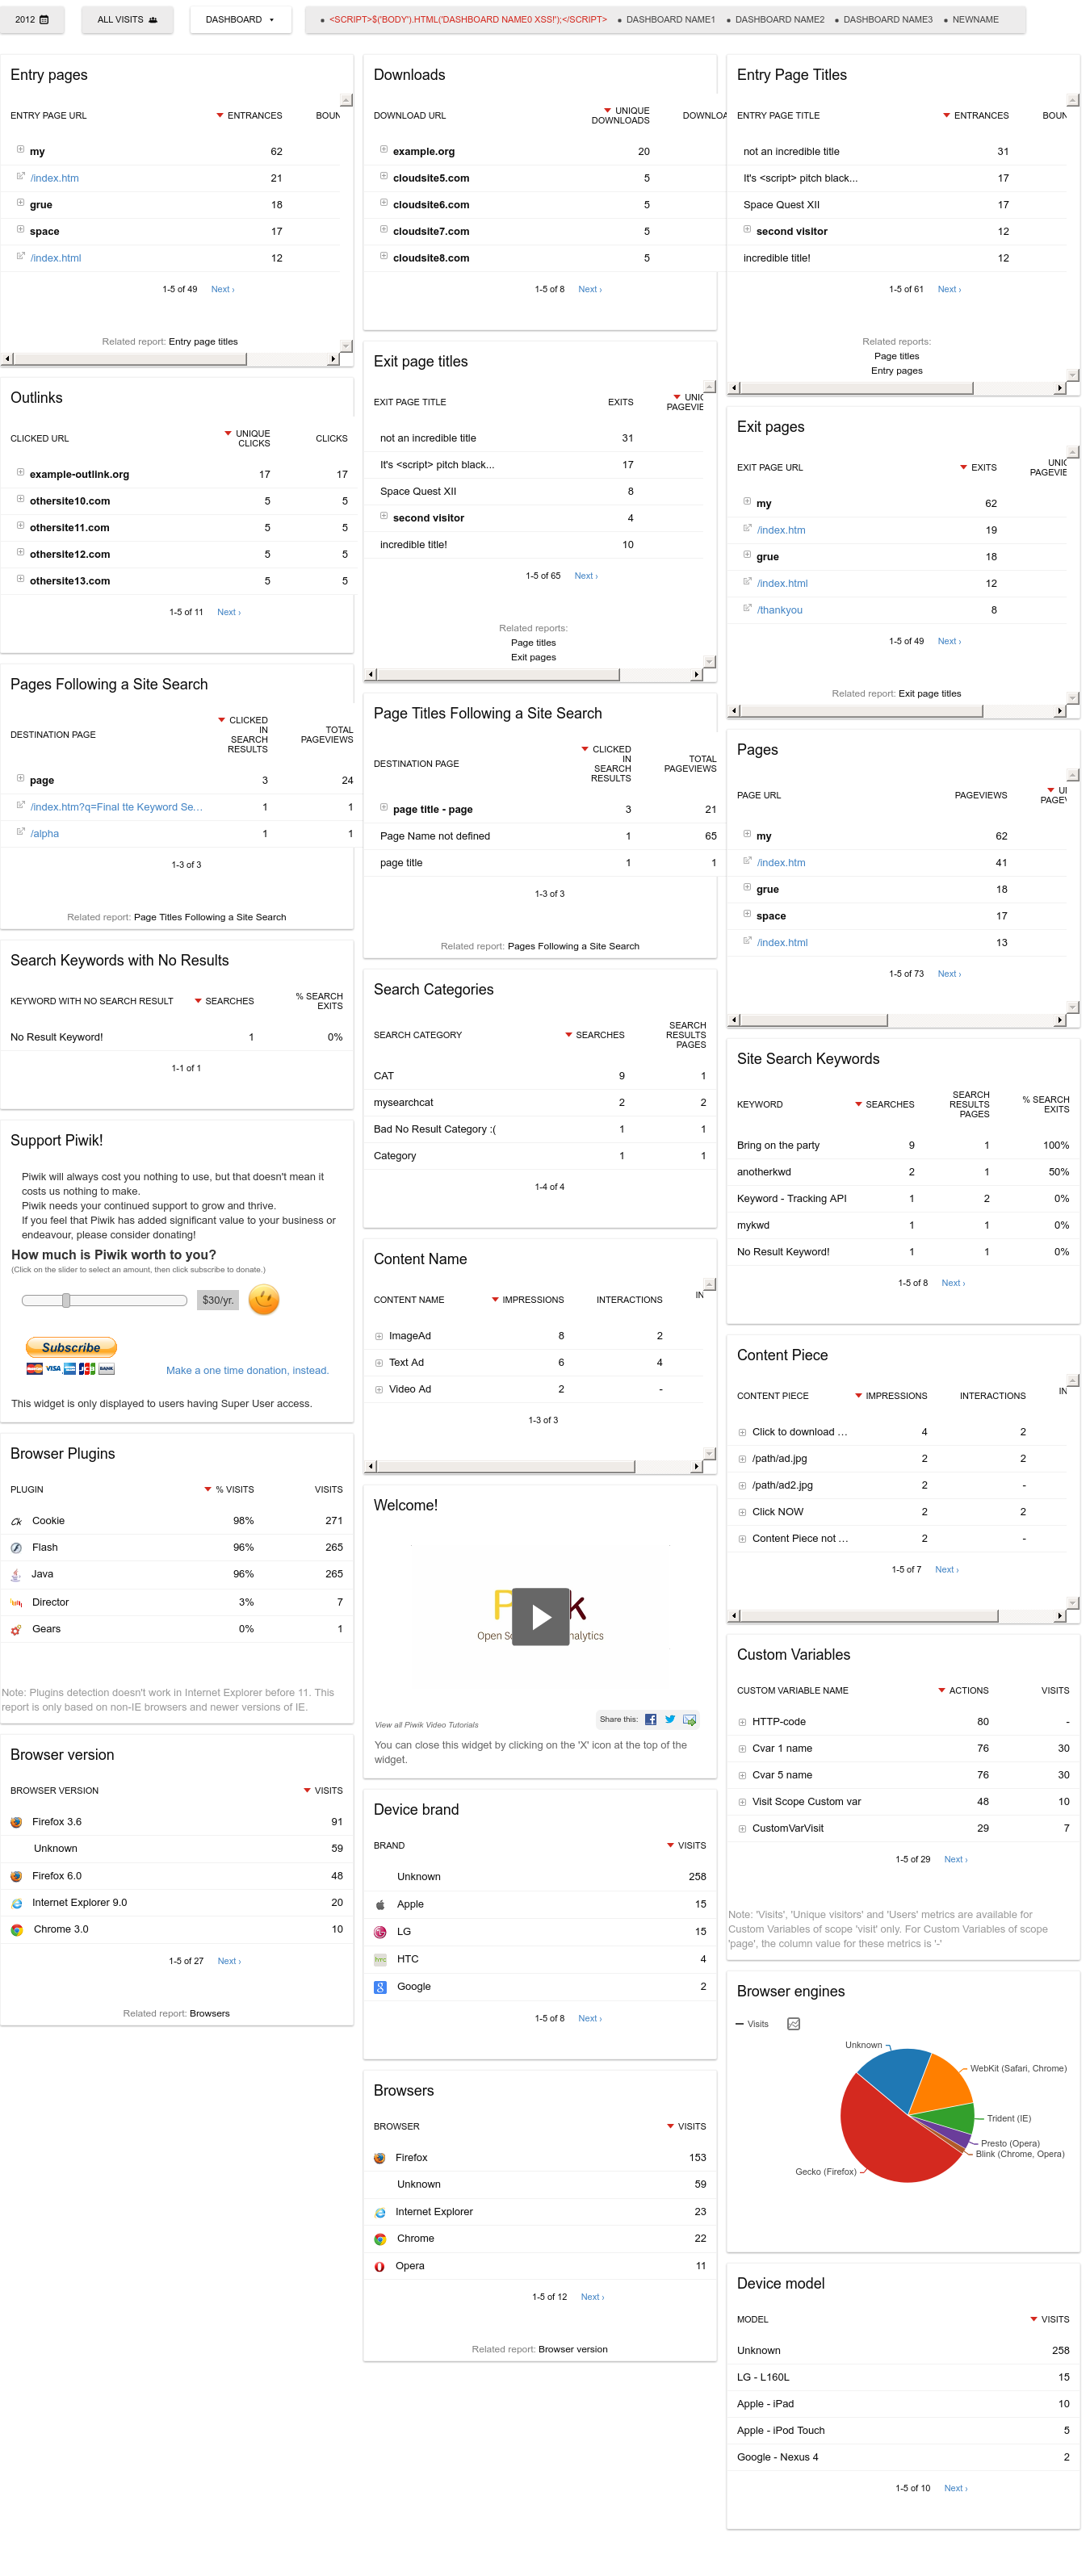 2012
ALL VISITS
DASHBOARD
<SCRIPT>$('BODY').HTML('DASHBOARD NAME0 XSS!');</SCRIPT>
DASHBOARD NAME1
DASHBOARD NAME2
DASHBOARD NAME3
NEWNAME
Entry pages
ENTRY PAGE URL ENTRANCES BOUN
my 62
/index.htm 21
grue 18
space 17
/index.html 12
1-5 of 49 Next ›
Related report: Entry page titles
Outlinks
CLICKED URL UNIQUE CLICKS CLICKS
example-outlink.org 17 17
othersite10.com 5 5
othersite11.com 5 5
othersite12.com 5 5
othersite13.com 5 5
1-5 of 11 Next ›
Pages Following a Site Search
DESTINATION PAGE CLICKED IN SEARCH RESULTS TOTAL PAGEVIEWS
page 3 24
/index.htm?q=Final tte Keyword Se... 1 1
/alpha 1 1
1-3 of 3
Related report: Page Titles Following a Site Search
Search Keywords with No Results
KEYWORD WITH NO SEARCH RESULT SEARCHES % SEARCH EXITS
No Result Keyword! 1 0%
1-1 of 1
Support Piwik!
Piwik will always cost you nothing to use, but that doesn't mean it
costs us nothing to make.
Piwik needs your continued support to grow and thrive.
If you feel that Piwik has added significant value to your business or
endeavour, please consider donating!
How much is Piwik worth to you?
(Click on the slider to select an amount, then click subscribe to donate.)
$30/yr.
Subscribe
VISA JCB BANK
Make a one time donation, instead.
This widget is only displayed to users having Super User access.
Browser Plugins
PLUGIN % VISITS VISITS
Cookie 98% 271
Flash 96% 265
Java 96% 265
Director 3% 7
Gears 0% 1
Note: Plugins detection doesn't work in Internet Explorer before 11. This
report is only based on non-IE browsers and newer versions of IE.
Browser version
BROWSER VERSION VISITS
Firefox 3.6 91
Unknown 59
Firefox 6.0 48
Internet Explorer 9.0 20
Chrome 3.0 10
1-5 of 27 Next ›
Related report: Browsers
Downloads
DOWNLOAD URL UNIQUE DOWNLOADS DOWNLOA
example.org 20
cloudsite5.com 5
cloudsite6.com 5
cloudsite7.com 5
cloudsite8.com 5
1-5 of 8 Next ›
Exit page titles
EXIT PAGE TITLE EXITS UNIC PAGEVIE
not an incredible title 31
It's <script> pitch black... 17
Space Quest XII 8
second visitor 4
incredible title! 10
1-5 of 65 Next ›
Related reports:
Page titles
Exit pages
Page Titles Following a Site Search
DESTINATION PAGE CLICKED IN SEARCH RESULTS TOTAL PAGEVIEWS
page title - page 3 21
Page Name not defined 1 65
page title 1 1
1-3 of 3
Related report: Pages Following a Site Search
Search Categories
SEARCH CATEGORY SEARCHES SEARCH RESULTS PAGES
CAT 9 1
mysearchcat 2 2
Bad No Result Category :( 1 1
Category 1 1
1-4 of 4
Content Name
CONTENT NAME IMPRESSIONS INTERACTIONS IN
ImageAd 8 2
Text Ad 6 4
Video Ad 2 -
1-3 of 3
Welcome!
P k
Open So nalytics
View all Piwik Video Tutorials
Share this:
You can close this widget by clicking on the 'X' icon at the top of the
widget.
Device brand
BRAND VISITS
Unknown 258
Apple 15
LG 15
HTC 4
Google 2
1-5 of 8 Next ›
Browsers
BROWSER VISITS
Firefox 153
Unknown 59
Internet Explorer 23
Chrome 22
Opera 11
1-5 of 12 Next ›
Related report: Browser version
Entry Page Titles
ENTRY PAGE TITLE ENTRANCES BOUN
not an incredible title 31
It's <script> pitch black... 17
Space Quest XII 17
second visitor 12
incredible title! 12
1-5 of 61 Next ›
Related reports:
Page titles
Entry pages
Exit pages
EXIT PAGE URL EXITS UNIC PAGEVIE
my 62
/index.htm 19
grue 18
/index.html 12
/thankyou 8
1-5 of 49 Next ›
Related report: Exit page titles
Pages
PAGE URL PAGEVIEWS UI PAGEV
my 62
/index.htm 41
grue 18
space 17
/index.html 13
1-5 of 73 Next ›
Site Search Keywords
KEYWORD SEARCHES SEARCH RESULTS PAGES % SEARCH EXITS
Bring on the party 9 1 100%
anotherkwd 2 1 50%
Keyword - Tracking API 1 2 0%
mykwd 1 1 0%
No Result Keyword! 1 1 0%
1-5 of 8 Next ›
Content Piece
CONTENT PIECE IMPRESSIONS INTERACTIONS IN
Click to download ... 4 2
/path/ad.jpg 2 2
/path/ad2.jpg 2 -
Click NOW 2 2
Content Piece not ... 2 -
1-5 of 7 Next ›
Custom Variables
CUSTOM VARIABLE NAME ACTIONS VISITS
HTTP-code 80 -
Cvar 1 name 76 30
Cvar 5 name 76 30
Visit Scope Custom var 48 10
CustomVarVisit 29 7
1-5 of 29 Next ›
Note: 'Visits', 'Unique visitors' and 'Users' metrics are available for
Custom Variables of scope 'visit' only. For Custom Variables of scope
'page', the column value for these metrics is '-'
Browser engines
Visits
Unknown
WebKit (Safari, Chrome)
Trident (IE)
Presto (Opera)
Blink (Chrome, Opera)
Gecko (Firefox)
Device model
MODEL VISITS
Unknown 258
LG - L160L 15
Apple - iPad 10
Apple - iPod Touch 5
Google - Nexus 4 2
1-5 of 10 Next ›